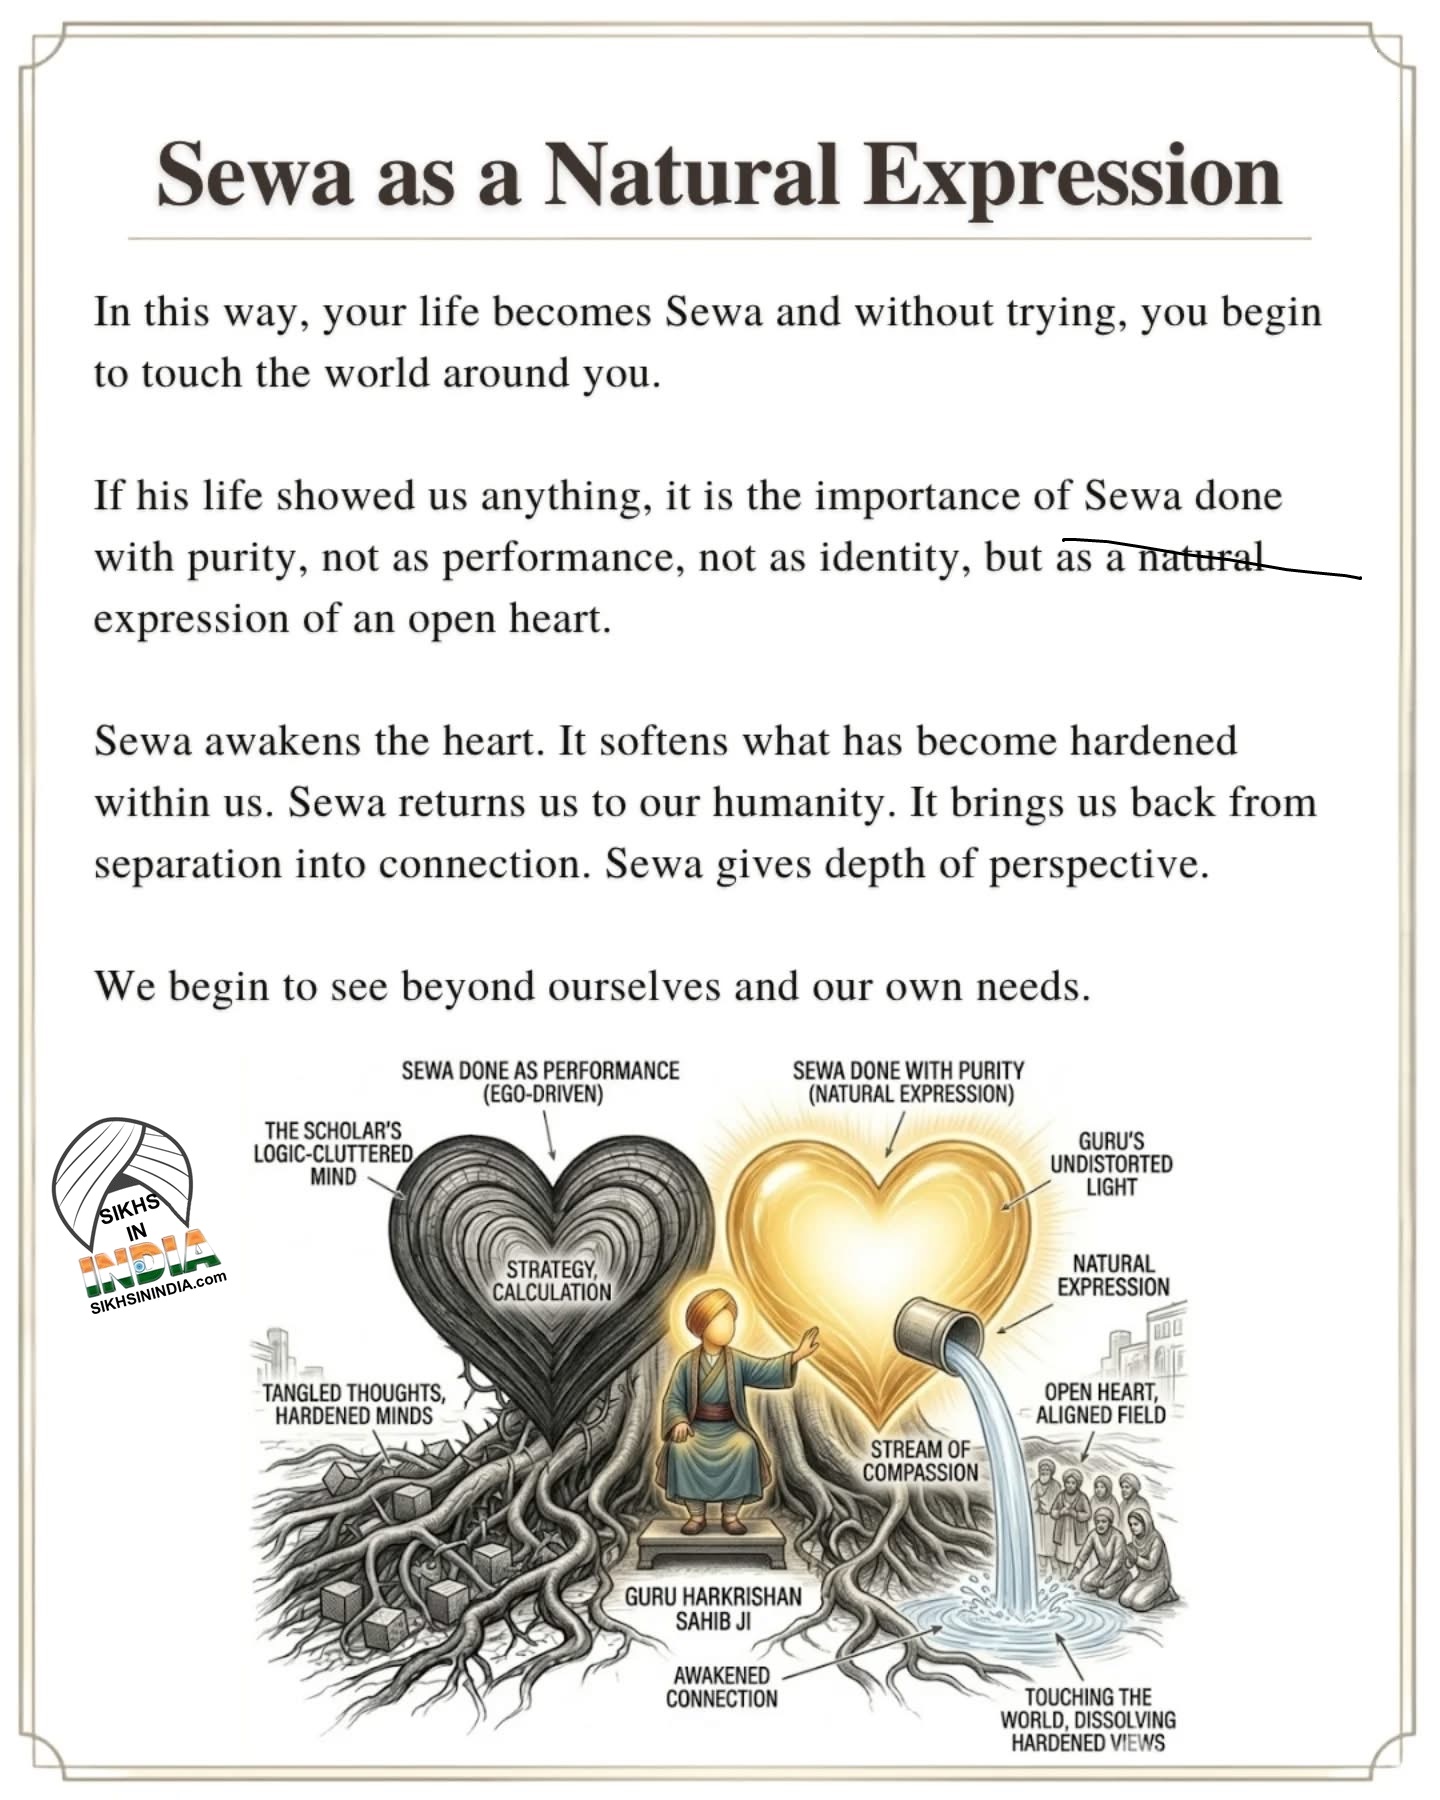 Sewa as a Natural Expression
In this way, your life becomes Sewa and without trying, you begin
to touch the world around you.
If his life showed us anything, it is the importance of Sewa done
with purity, not as performance, not as identity, but as a natural
expression of an open heart.
Sewa awakens the heart. It softens what has become hardened
within us. Sewa returns us to our humanity. It brings us back from
separation into connection. Sewa gives depth of perspective.
We begin to see beyond ourselves and our own needs.
SEWA DONE AS PERFORMANCE
(EGO-DRIVEN)
SEWA DONE WITH PURITY
(NATURAL EXPRESSION)
THE SCHOLAR'S
LOGIC-CLUTTERED
MIND
GURU'S
UNDISTORTED
LIGHT
SIKHS
IN
INDIA
SIKHSININDIA.com
STRATEGY,
CALCULATION
NATURAL
EXPRESSION
TANGLED THOUGHTS,
HARDENED MINDS
OPEN HEART,
ALIGNED FIELD
STREAM OF
COMPASSION
GURU HARKRISHAN
SAHIB JI
AWAKENED
CONNECTION
TOUCHING THE
WORLD, DISSOLVING
HARDENED VIEWS